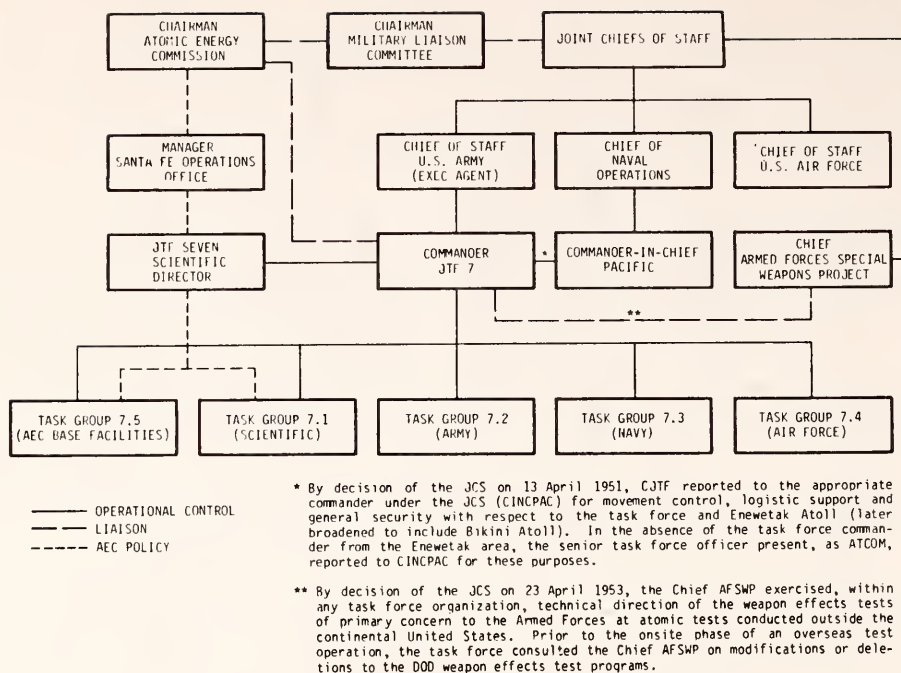 CHAIRMAN
ATOMIC ENERGY
COMMISSION
CHAIRMAN
MILITARY LIAISON
COMMITTEE
JOINT CHIEFS OF STAFF
MANAGER
SANTA FE OPERATIONS
OFFICE
CHIEF OF STAFF
U.S. ARMY
(EXEC AGENT)
CHIEF OF
NAVAL
OPERATIONS
CHIEF OF STAFF
U.S. AIR FORCE
JTF SEVEN
SCIENTIFIC
DIRECTOR
COMMANDER
JTF 7
*
COMMANDER-IN-CHIEF
PACIFIC
CHIEF
ARMED FORCES SPECIAL
WEAPONS PROJECT
**
TASK GROUP 7.5
(AEC BASE FACILITIES)
TASK GROUP 7.1
(SCIENTIFIC)
TASK GROUP 7.2
(ARMY)
TASK GROUP 7.3
(NAVY)
TASK GROUP 7.4
(AIR FORCE)
OPERATIONAL CONTROL
LIAISON
AEC POLICY
* By decision of the JCS on 13 April 1951, CJTF reported to the appropriate
commander under the JCS (CINCPAC) for movement control, logistic support and
general security with respect to the task force and Enewetak Atoll (later
broadened to include Bikini Atoll). In the absence of the task force comman-
der from the Enewetak area, the senior task force officer present, as ATCOM,
reported to CINCPAC for these purposes.
** By decision of the JCS on 23 April 1953, the Chief AFSWP exercised, within
any task force organization, technical direction of the weapon effects tests
of primary concern to the Armed Forces at atomic tests conducted outside the
continental United States. Prior to the onsite phase of an overseas test
operation, the task force consulted the Chief AFSWP on modifications or dele-
tions to the DOD weapon effects test programs.